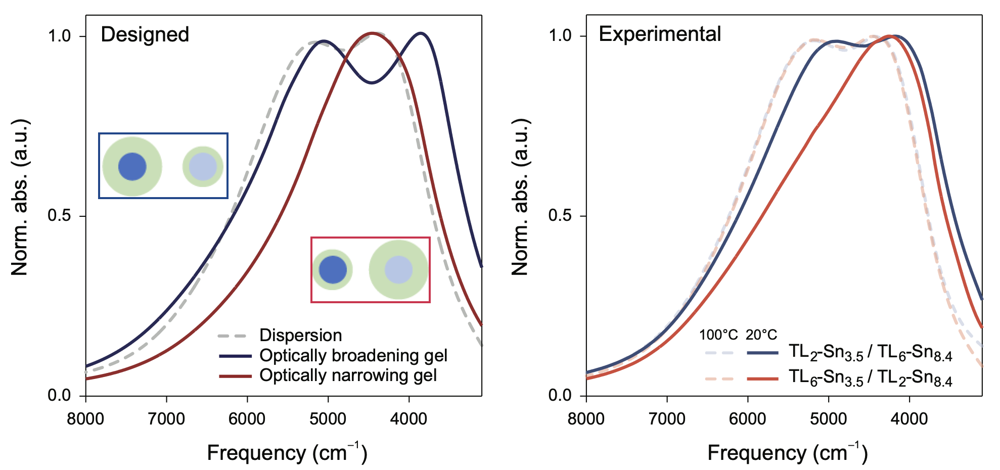 Designed
Norm. abs. (a.u.)
1.0
0.5
0.0
Dispersion
Optically broadening gel
Optically narrowing gel
8000 7000 6000 5000 4000
Frequency (cm⁻¹)
Experimental
Norm. abs. (a.u.)
1.0
0.5
0.0
100°C 20°C
TL₂-Sn₃.₅ / TL₆-Sn₈.₄
TL₆-Sn₃.₅ / TL₂-Sn₈.₄
8000 7000 6000 5000 4000
Frequency (cm⁻¹)